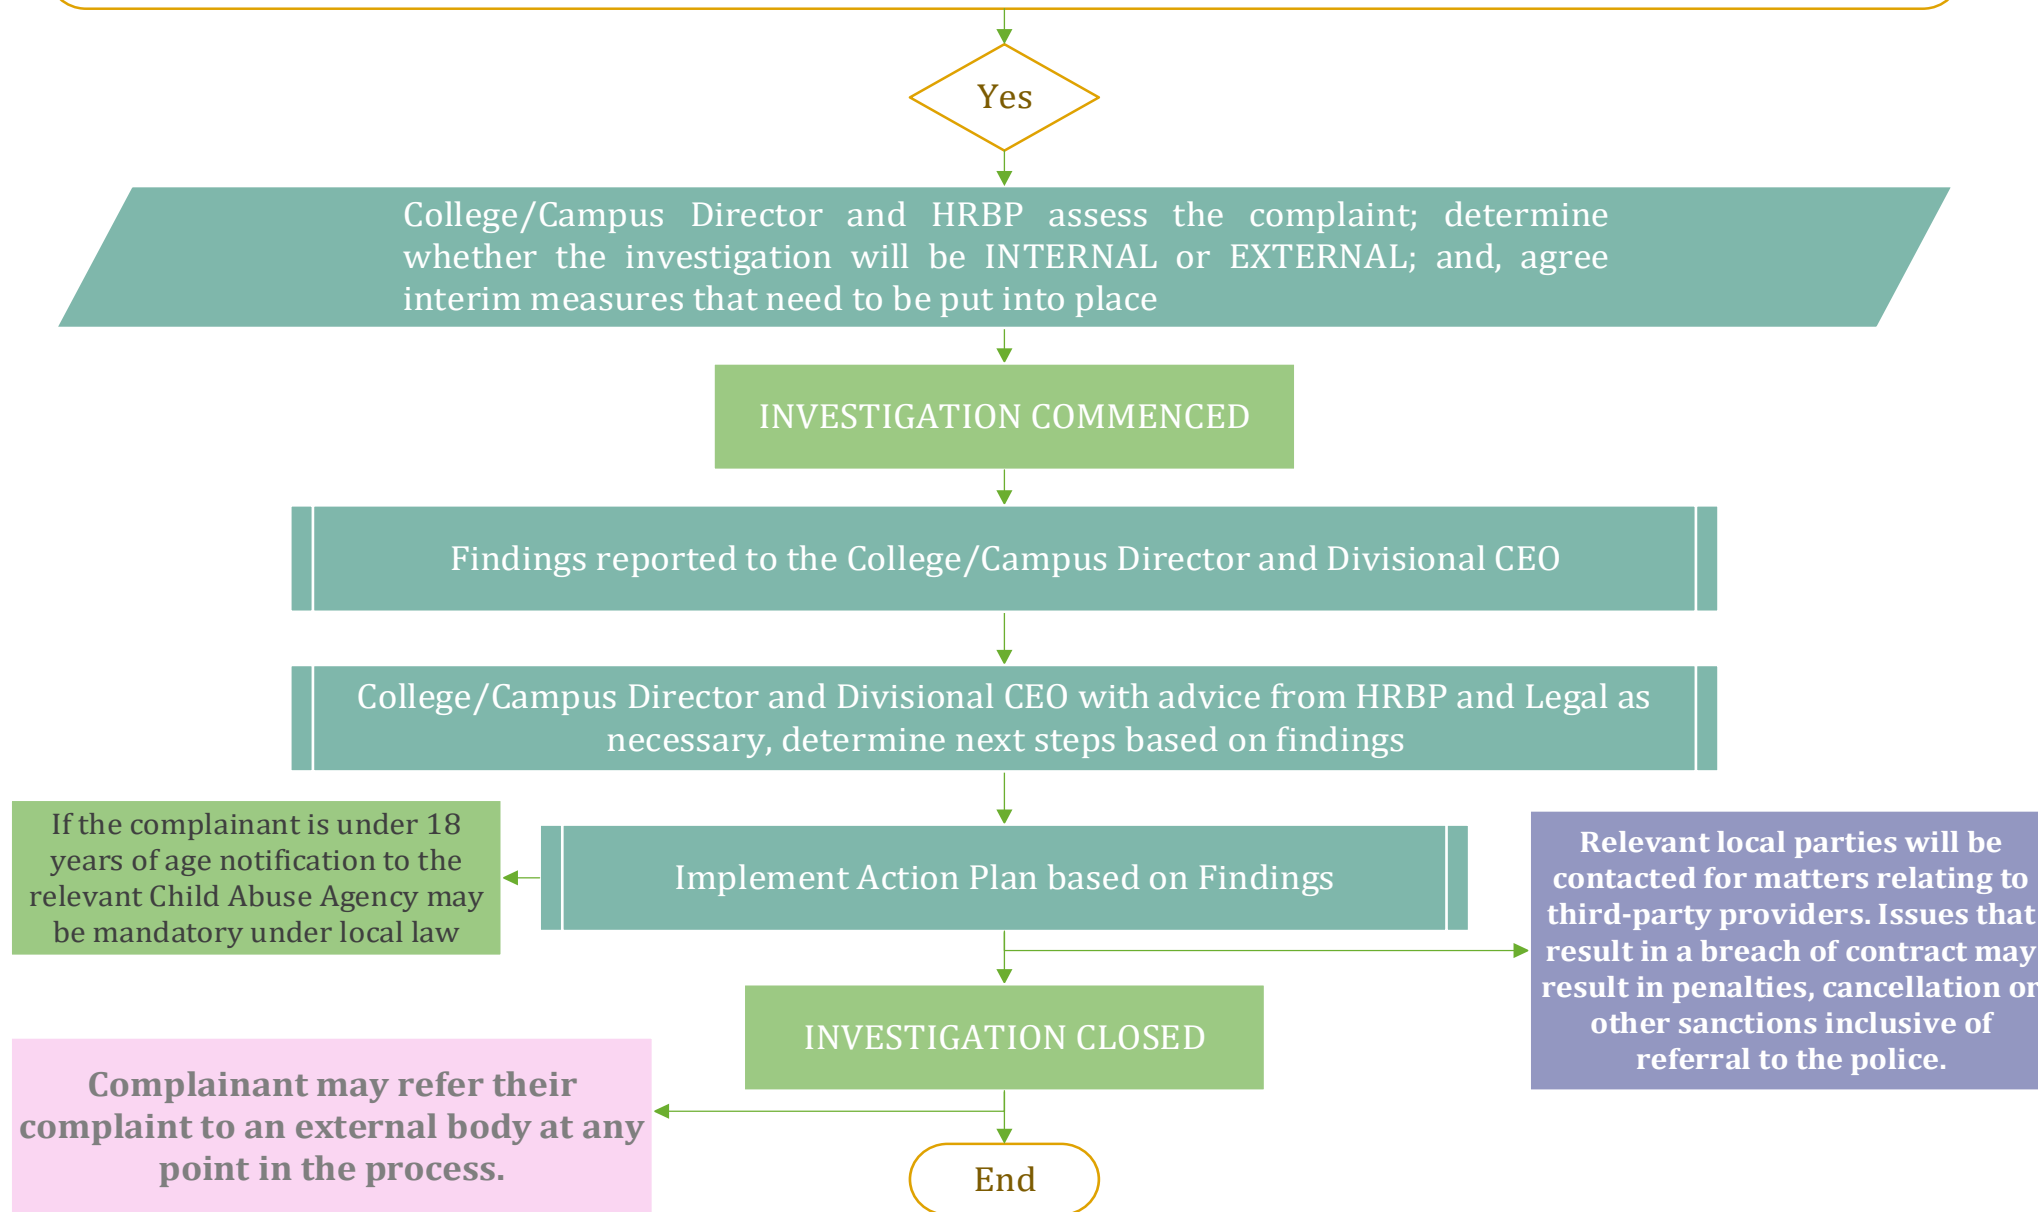 Yes
College/Campus Director and HRBP assess the complaint; determine
whether the investigation will be INTERNAL or EXTERNAL; and, agree
interim measures that need to be put into place
INVESTIGATION COMMENCED
Findings reported to the College/Campus Director and Divisional CEO
College/Campus Director and Divisional CEO with advice from HRBP and Legal as
necessary, determine next steps based on findings
If the complainant is under 18
years of age notification to the
relevant Child Abuse Agency may
be mandatory under local law
Implement Action Plan based on Findings
Relevant local parties will be
contacted for matters relating to
third-party providers. Issues that
result in a breach of contract may
result in penalties, cancellation or
other sanctions inclusive of
referral to the police.
INVESTIGATION CLOSED
Complainant may refer their
complaint to an external body at any
point in the process.
End